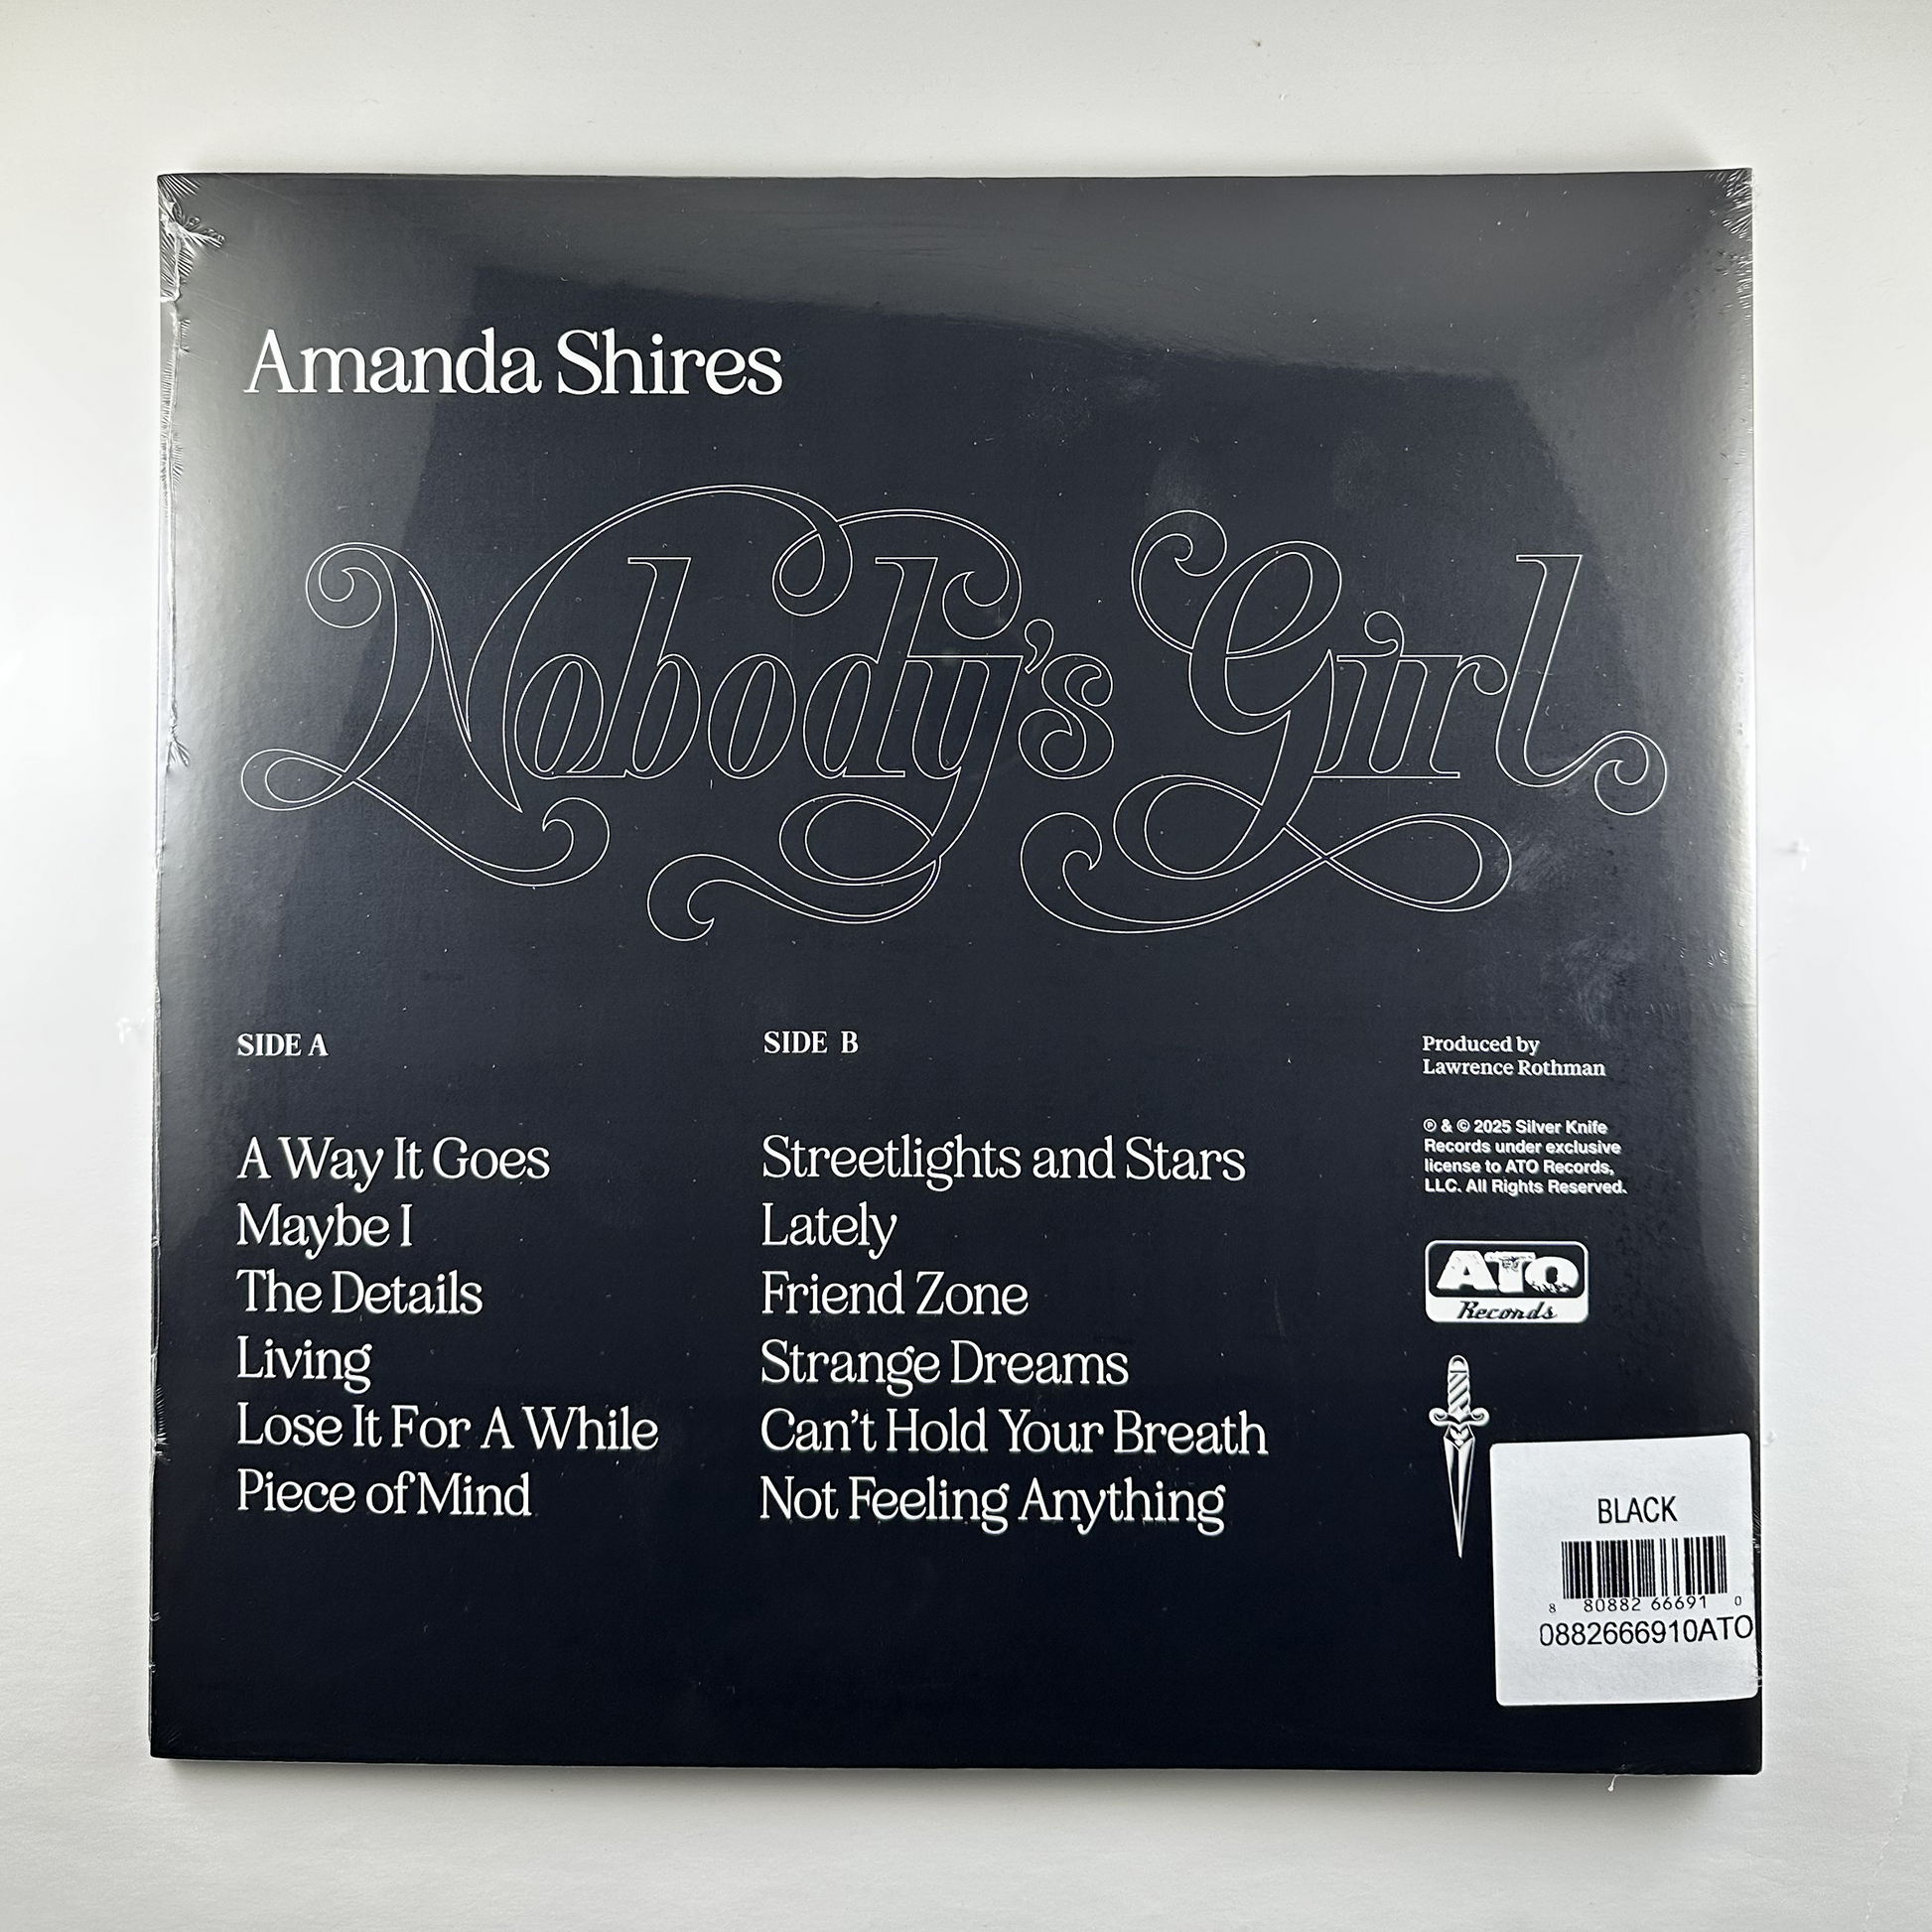 Amanda Shires
Nobody's Girl
SIDE A
A Way It Goes
Maybe I
The Details
Living
Lose It For A While
Piece of Mind
SIDE B
Streetlights and Stars
Lately
Friend Zone
Strange Dreams
Can't Hold Your Breath
Not Feeling Anything
Produced by
Lawrence Rothman
℗ & © 2025 Silver Knife
Records under exclusive
license to ATO Records,
LLC. All Rights Reserved.
ATO
Records
BLACK
8 80882 66691 0
0882666910ATO